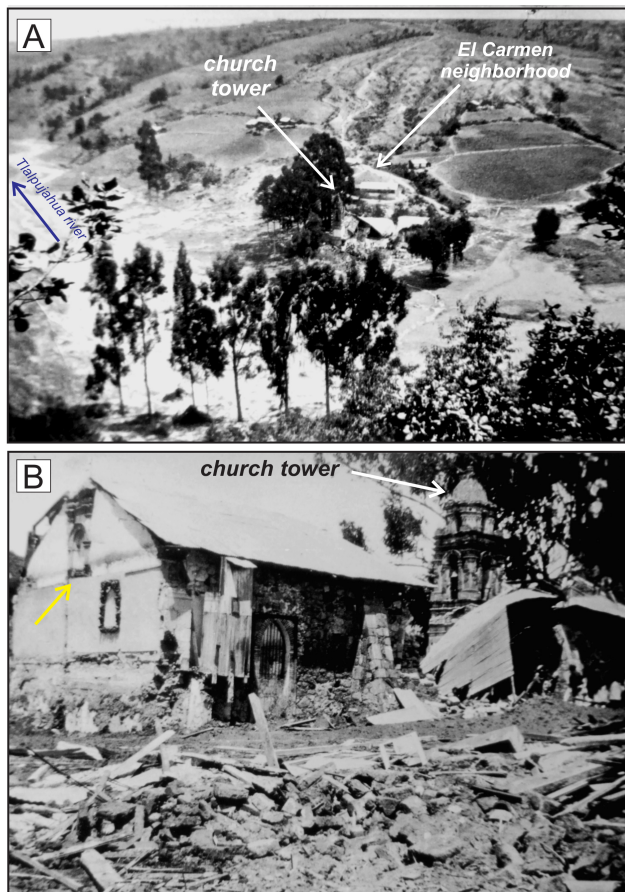 A
church
tower
El Carmen
neighborhood
Tlalpujahua river
B
church tower